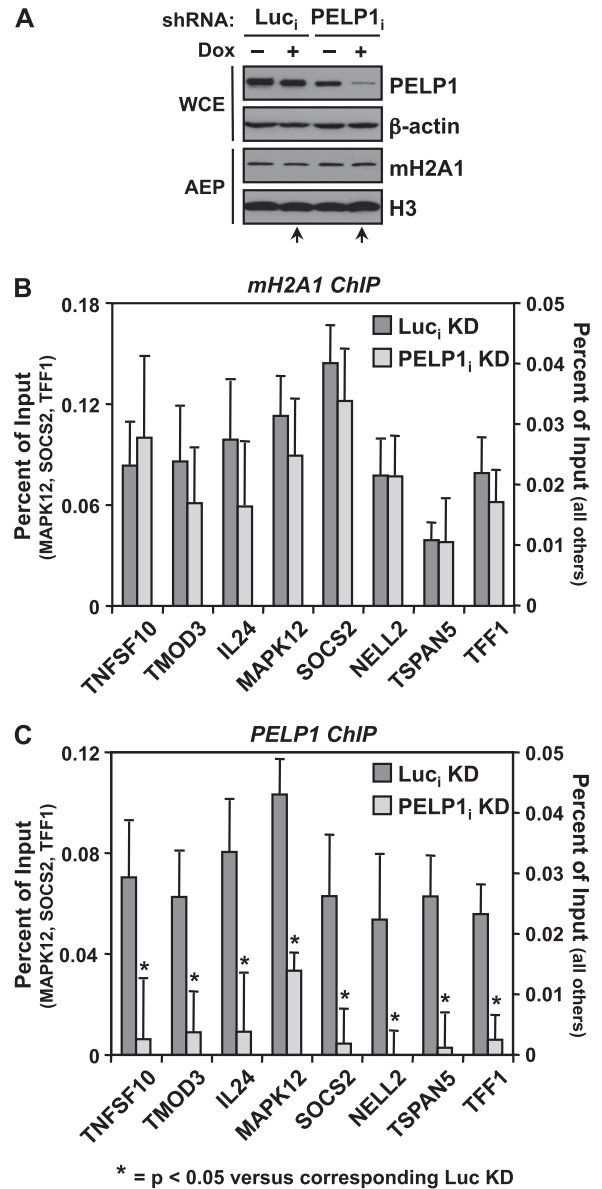 A
shRNA: Luci PELP1i
Dox − + − +
WCE
PELP1
β-actin
AEP
mH2A1
H3
B
mH2A1 ChIP
Percent of Input
(MAPK12, SOCS2, TFF1)
0.18
0.12
0.06
0
Luci KD
PELP1i KD
0.05
0.04
0.03
0.02
0.01
0
Percent of Input (all others)
TNFSF10
TMOD3
IL24
MAPK12
SOCS2
NELL2
TSPAN5
TFF1
C
PELP1 ChIP
Percent of Input
(MAPK12, SOCS2, TFF1)
0.12
0.08
0.04
0
Luci KD
PELP1i KD
* * * * * * * *
0.05
0.04
0.03
0.02
0.01
0
Percent of Input (all others)
TNFSF10
TMOD3
IL24
MAPK12
SOCS2
NELL2
TSPAN5
TFF1
* = p < 0.05 versus corresponding Luc KD